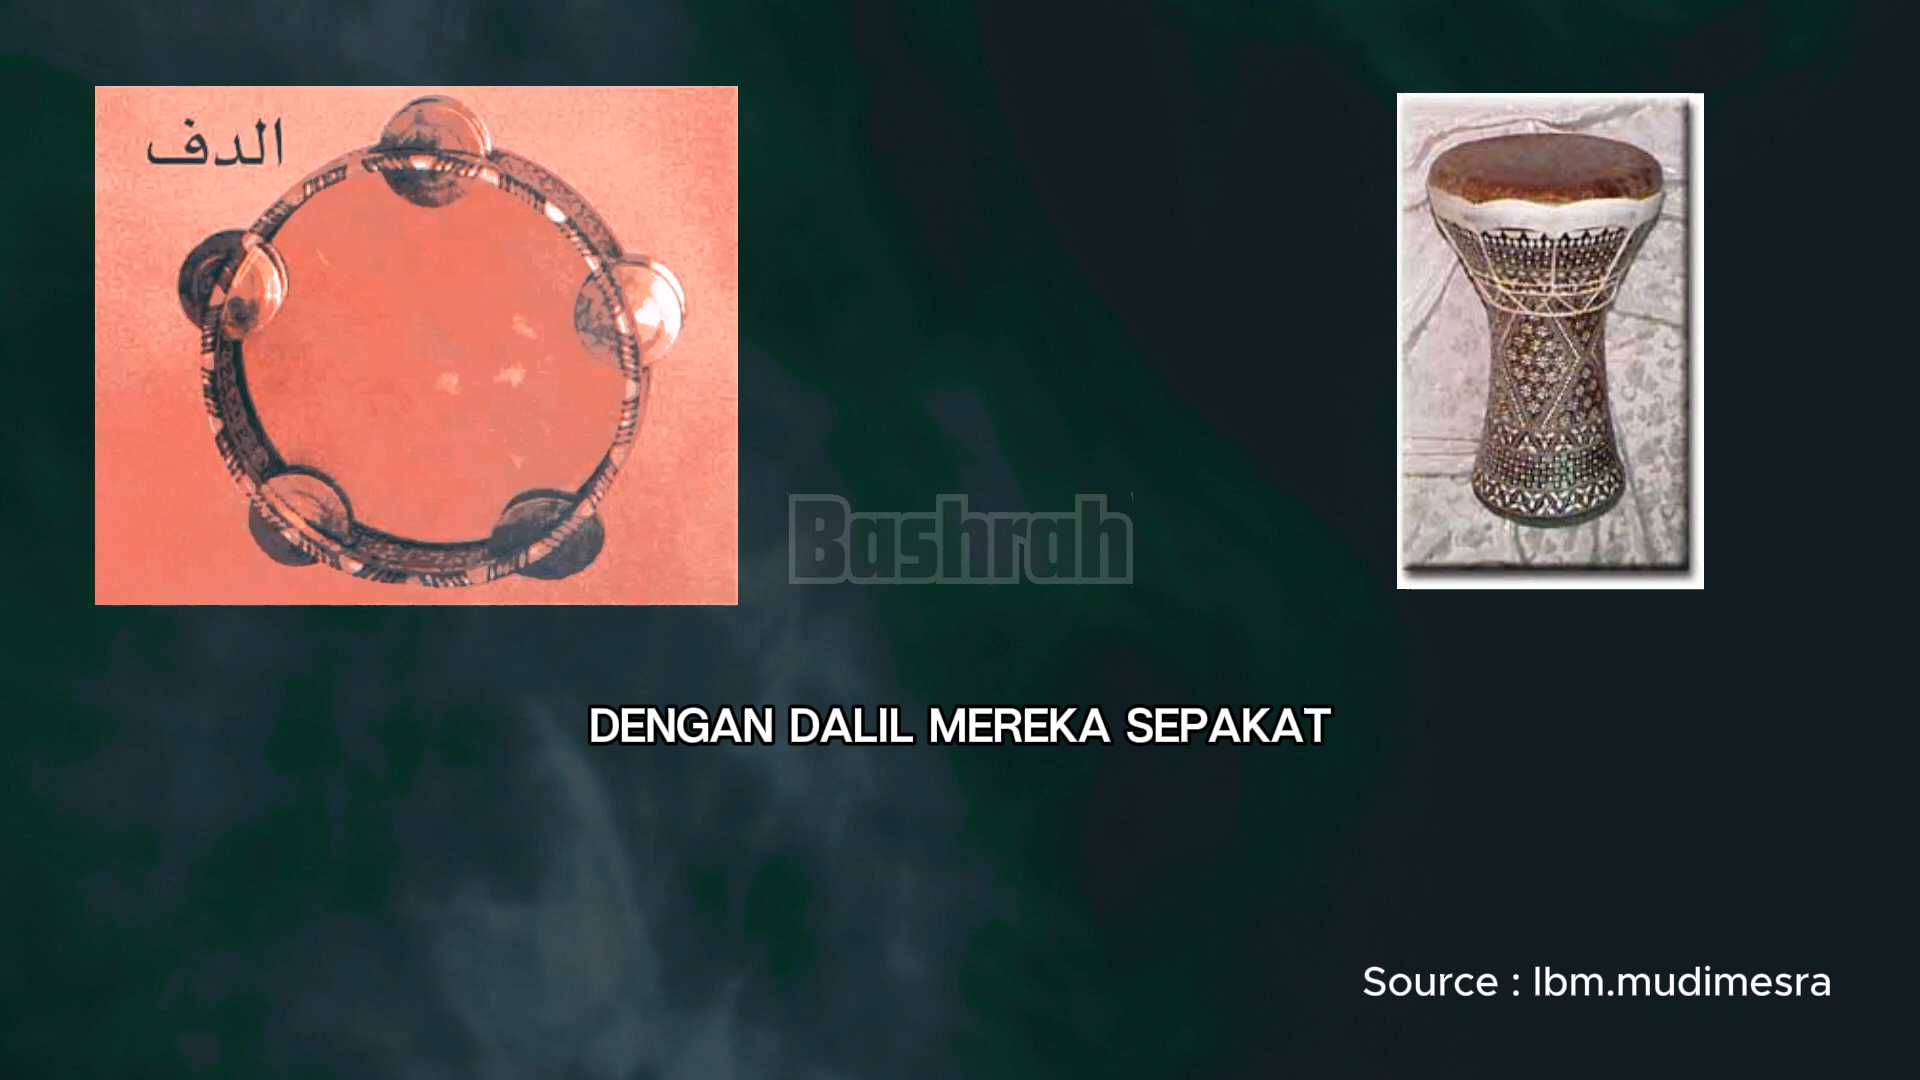 الدف
Bashrah
DENGAN DALIL MEREKA SEPAKAT
Source : lbm.mudimesra